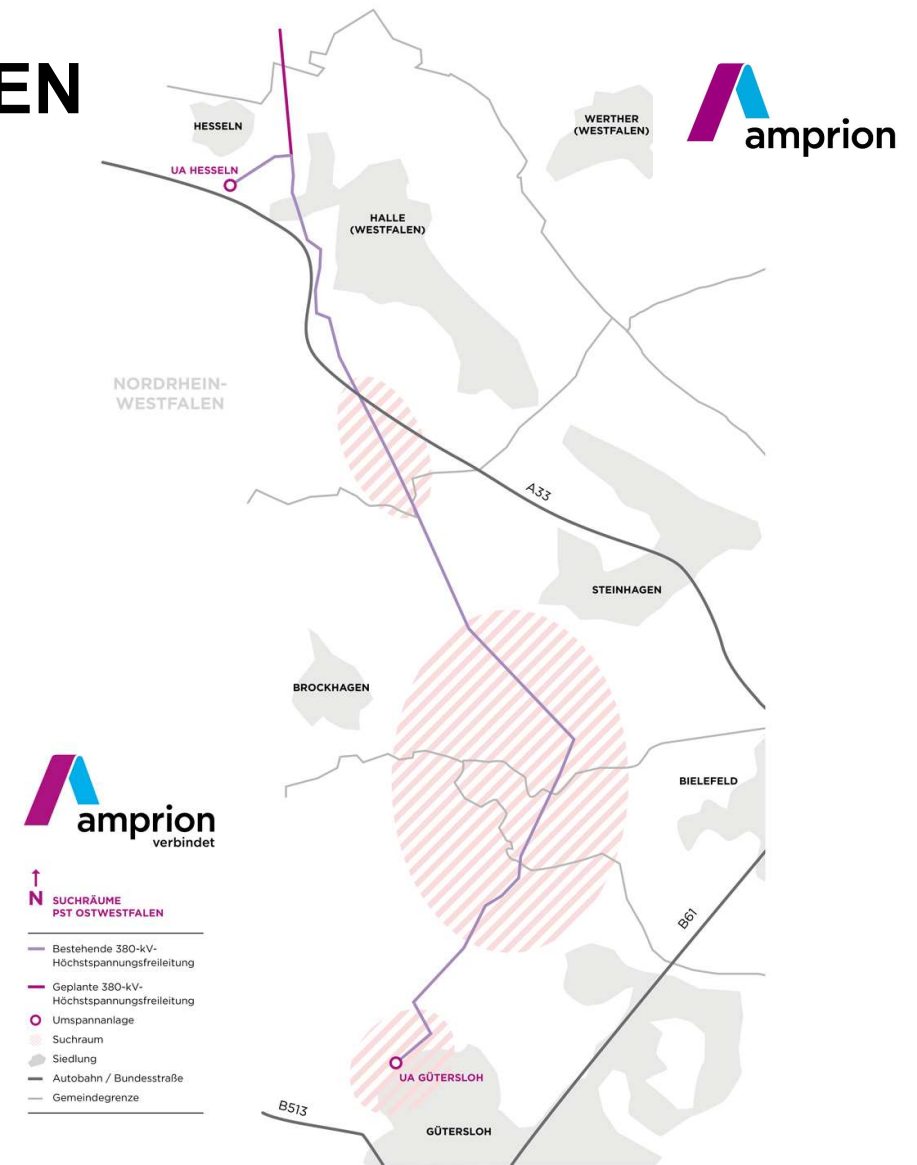 EN
amprion
HESSELN
WERTHER
(WESTFALEN)
UA HESSELN
HALLE
(WESTFALEN)
NORDRHEIN-
WESTFALEN
A33
STEINHAGEN
BROCKHAGEN
BIELEFELD
B61
UA GÜTERSLOH
B513
GÜTERSLOH
amprion
verbindet
N
SUCHRÄUME
PST OSTWESTFALEN
Bestehende 380-kV-
Höchstspannungsfreileitung
Geplante 380-kV-
Höchstspannungsfreileitung
Umspannanlage
Suchraum
Siedlung
Autobahn / Bundesstraße
Gemeindegrenze